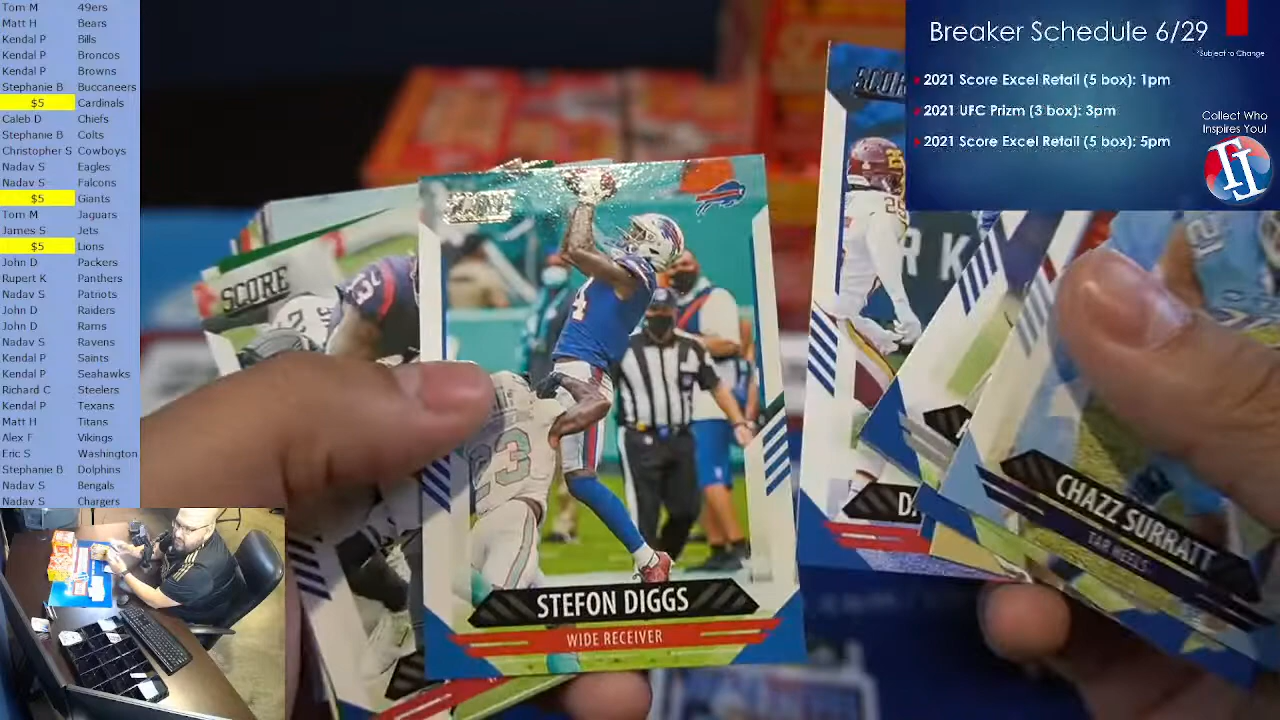 Tom M 49ers
Matt H Bears
Kendal P Bills
Kendal P Broncos
Kendal P Browns
Stephanie B Buccaneers
$5 Cardinals
Caleb D Chiefs
Stephanie B Colts
Christopher S Cowboys
Nadav S Eagles
Nadav S Falcons
$5 Giants
Tom M Jaguars
James S Jets
$5 Lions
John D Packers
Rupert K Panthers
Nadav S Patriots
John D Raiders
John D Rams
Nadav S Ravens
Kendal P Saints
Kendal P Seahawks
Richard C Steelers
Kendal P Texans
Matt H Titans
Alex F Vikings
Eric S Washington
Stephanie B Dolphins
Nadav S Bengals
Nadav S Chargers
Breaker Schedule 6/29
*Subject to Change
2021 Score Excel Retail (5 box): 1pm
2021 UFC Prizm (3 box): 3pm
2021 Score Excel Retail (5 box): 5pm
Collect Who
Inspires You!
SCORE
SCORE
SCORE
23
STEFON DIGGS
WIDE RECEIVER
CHAZZ SURRATT
TAR HEELS